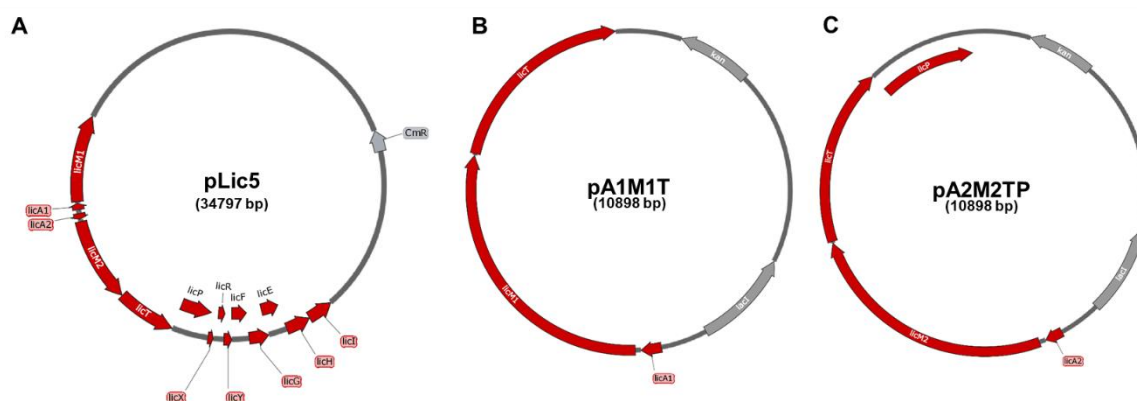 A
CmR
pLic5
(34797 bp)
licM1
licA1
licA2
licM2
licT
licP
licR
licF
licE
licI
licH
licG
licY
licX
B
licT
kan
pA1M1T
(10898 bp)
licM1
lacI
licA1
C
licP
kan
licT
pA2M2TP
(10898 bp)
lacI
licM2
licA2